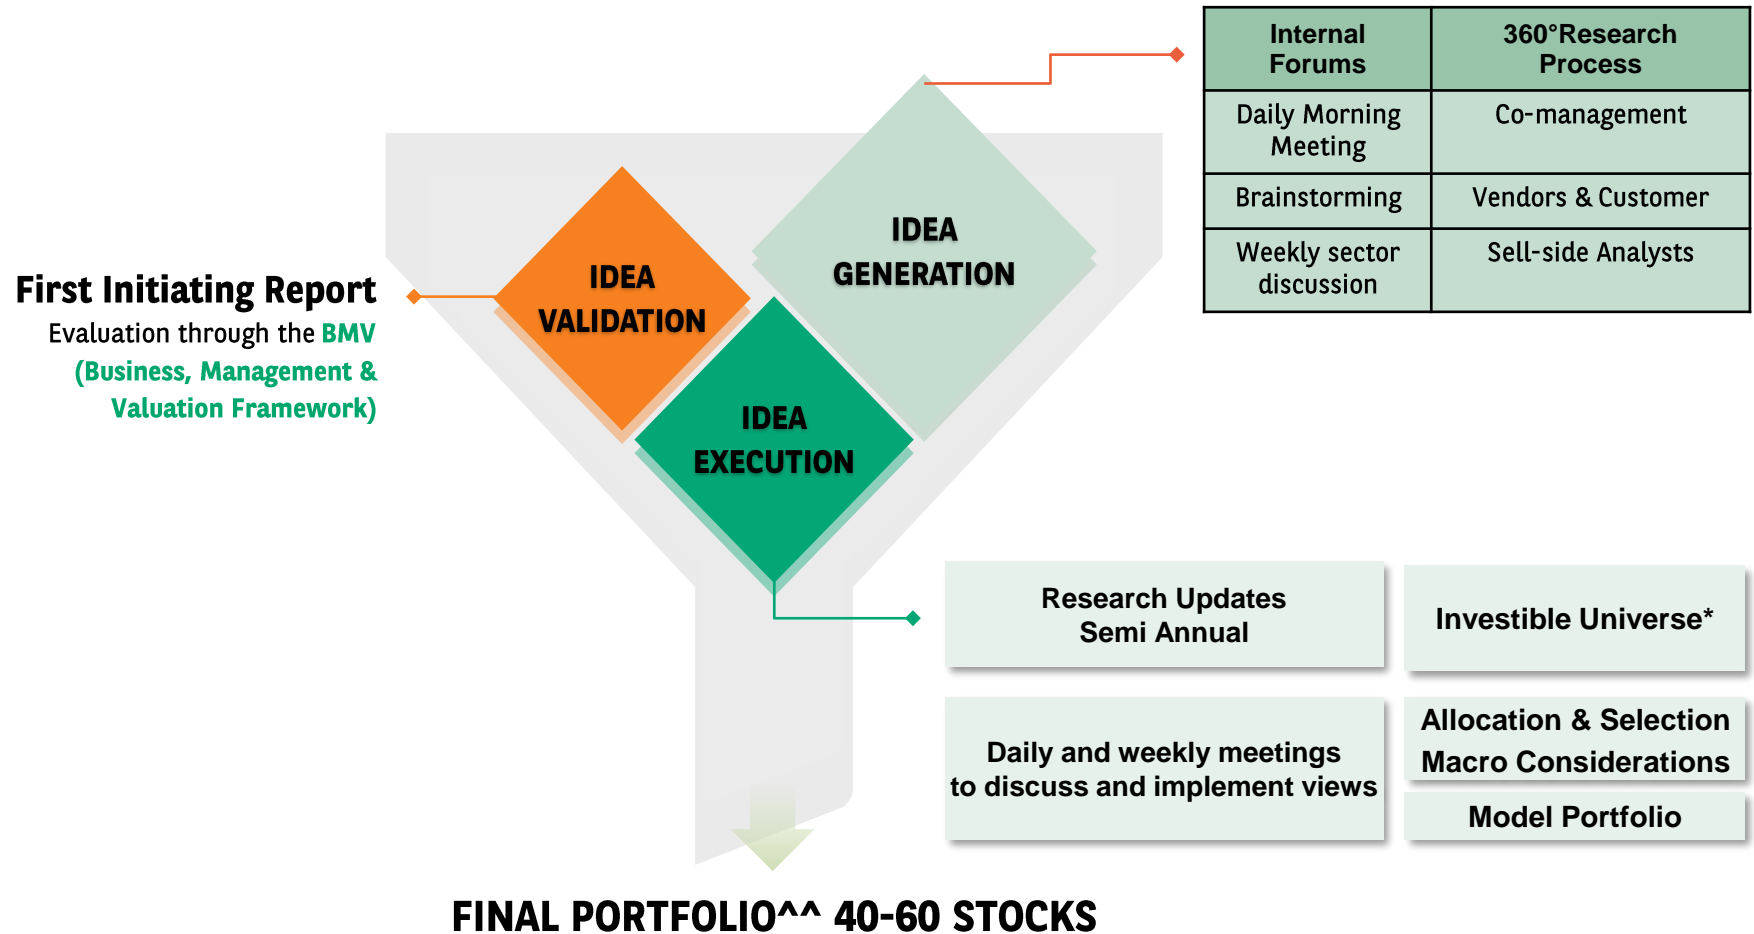 Internal
Forums
360°Research
Process
Daily Morning
Meeting
Co-management
Brainstorming
Vendors & Customer
Weekly sector
discussion
Sell-side Analysts
IDEA
GENERATION
IDEA
VALIDATION
First Initiating Report
Evaluation through the BMV
(Business, Management &
Valuation Framework)
IDEA
EXECUTION
Research Updates
Semi Annual
Investible Universe*
Daily and weekly meetings
to discuss and implement views
Allocation & Selection
Macro Considerations
Model Portfolio
FINAL PORTFOLIO^^ 40-60 STOCKS